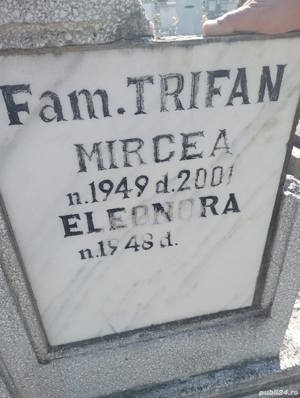 Fam. TRIFAN
MIRCEA
n.1949 d.2001
ELEONORA
n.1948 d.
publi24.ro